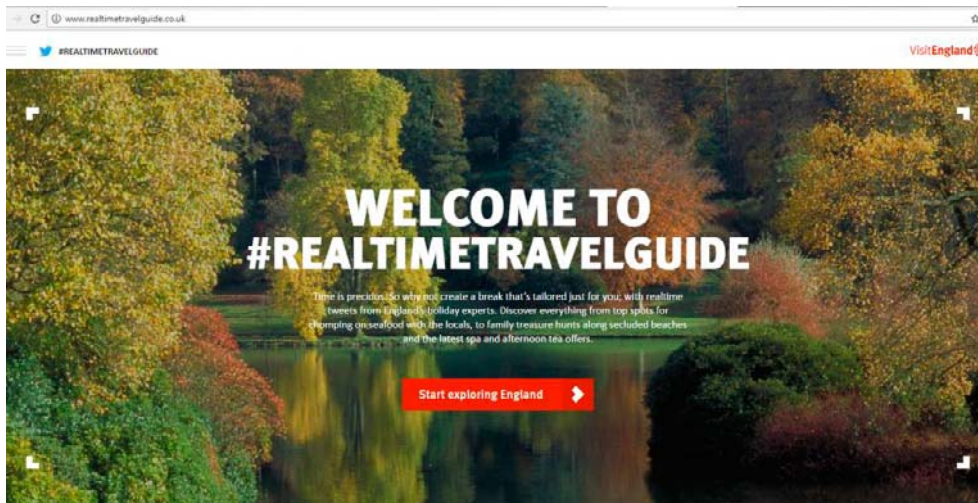 www.realtimetravelguide.co.uk
#REALTIMETRAVELGUIDE
VisitEngland
WELCOME TO
#REALTIMETRAVELGUIDE
Time is precious. So why not create a break that's tailored just for you; with realtime
tweets from England's holiday experts. Discover everything from top spots for
chomping on seafood with the locals, to family treasure hunts along secluded beaches
and the latest spa and afternoon tea offers.
Start exploring England